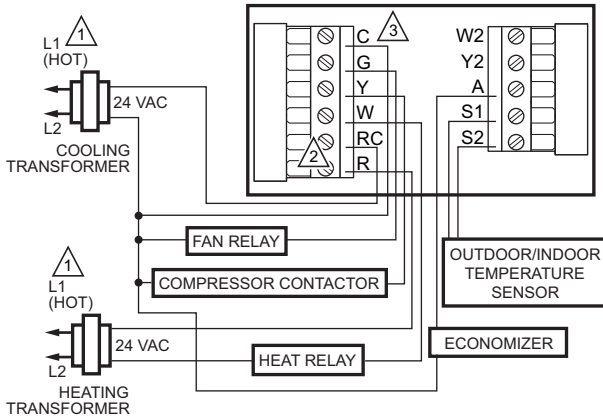 1
L1
(HOT)
24 VAC
L2
COOLING
TRANSFORMER
3
C
G
Y
W
RC
2
R
W2
Y2
A
S1
S2
FAN RELAY
COMPRESSOR CONTACTOR
OUTDOOR/INDOOR
TEMPERATURE
SENSOR
1
L1
(HOT)
24 VAC
L2
HEATING
TRANSFORMER
HEAT RELAY
ECONOMIZER